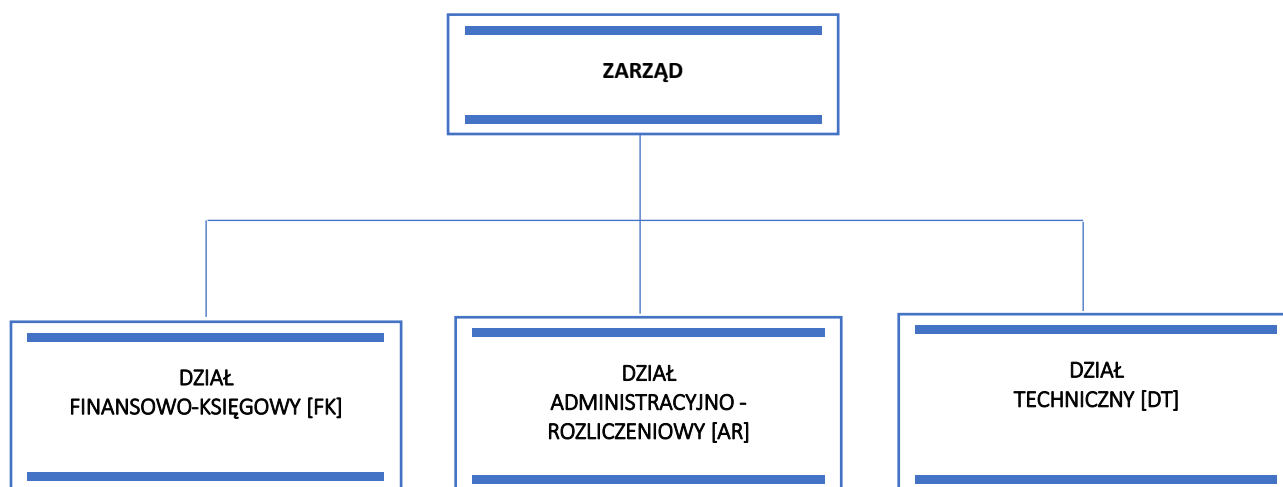 ZARZĄD
DZIAŁ
FINANSOWO-KSIĘGOWY [FK]
DZIAŁ
ADMINISTRACYJNO -
ROZLICZENIOWY [AR]
DZIAŁ
TECHNICZNY [DT]